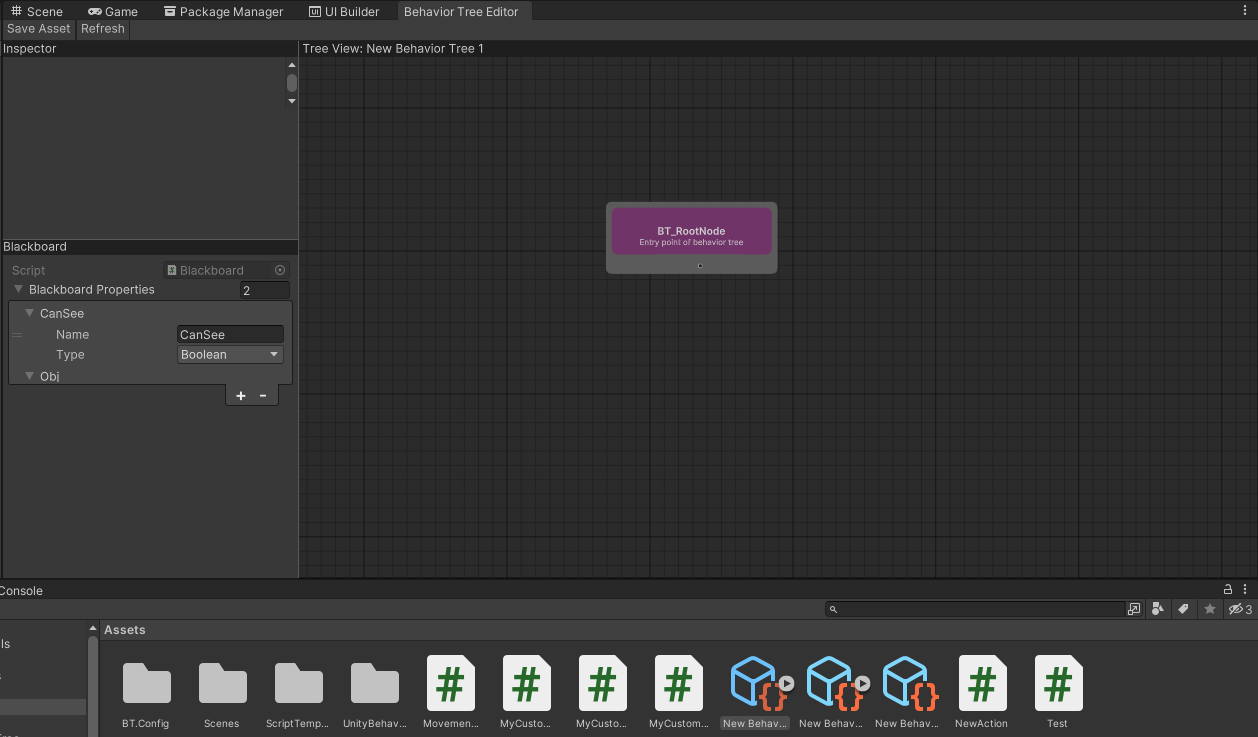 Scene Game Package Manager UI Builder Behavior Tree Editor
Save Asset Refresh
Inspector
Tree View: New Behavior Tree 1
BT_RootNode
Entry point of behavior tree
Blackboard
Script Blackboard
Blackboard Properties 2
CanSee
Name CanSee
Type Boolean
Obj
+ -
Console
3
Assets
ls
BT.Config Scenes ScriptTemp... UnityBehav... Movemen... MyCusto... MyCusto... MyCustom... New Behav... New Behav... New Behav... NewAction Test